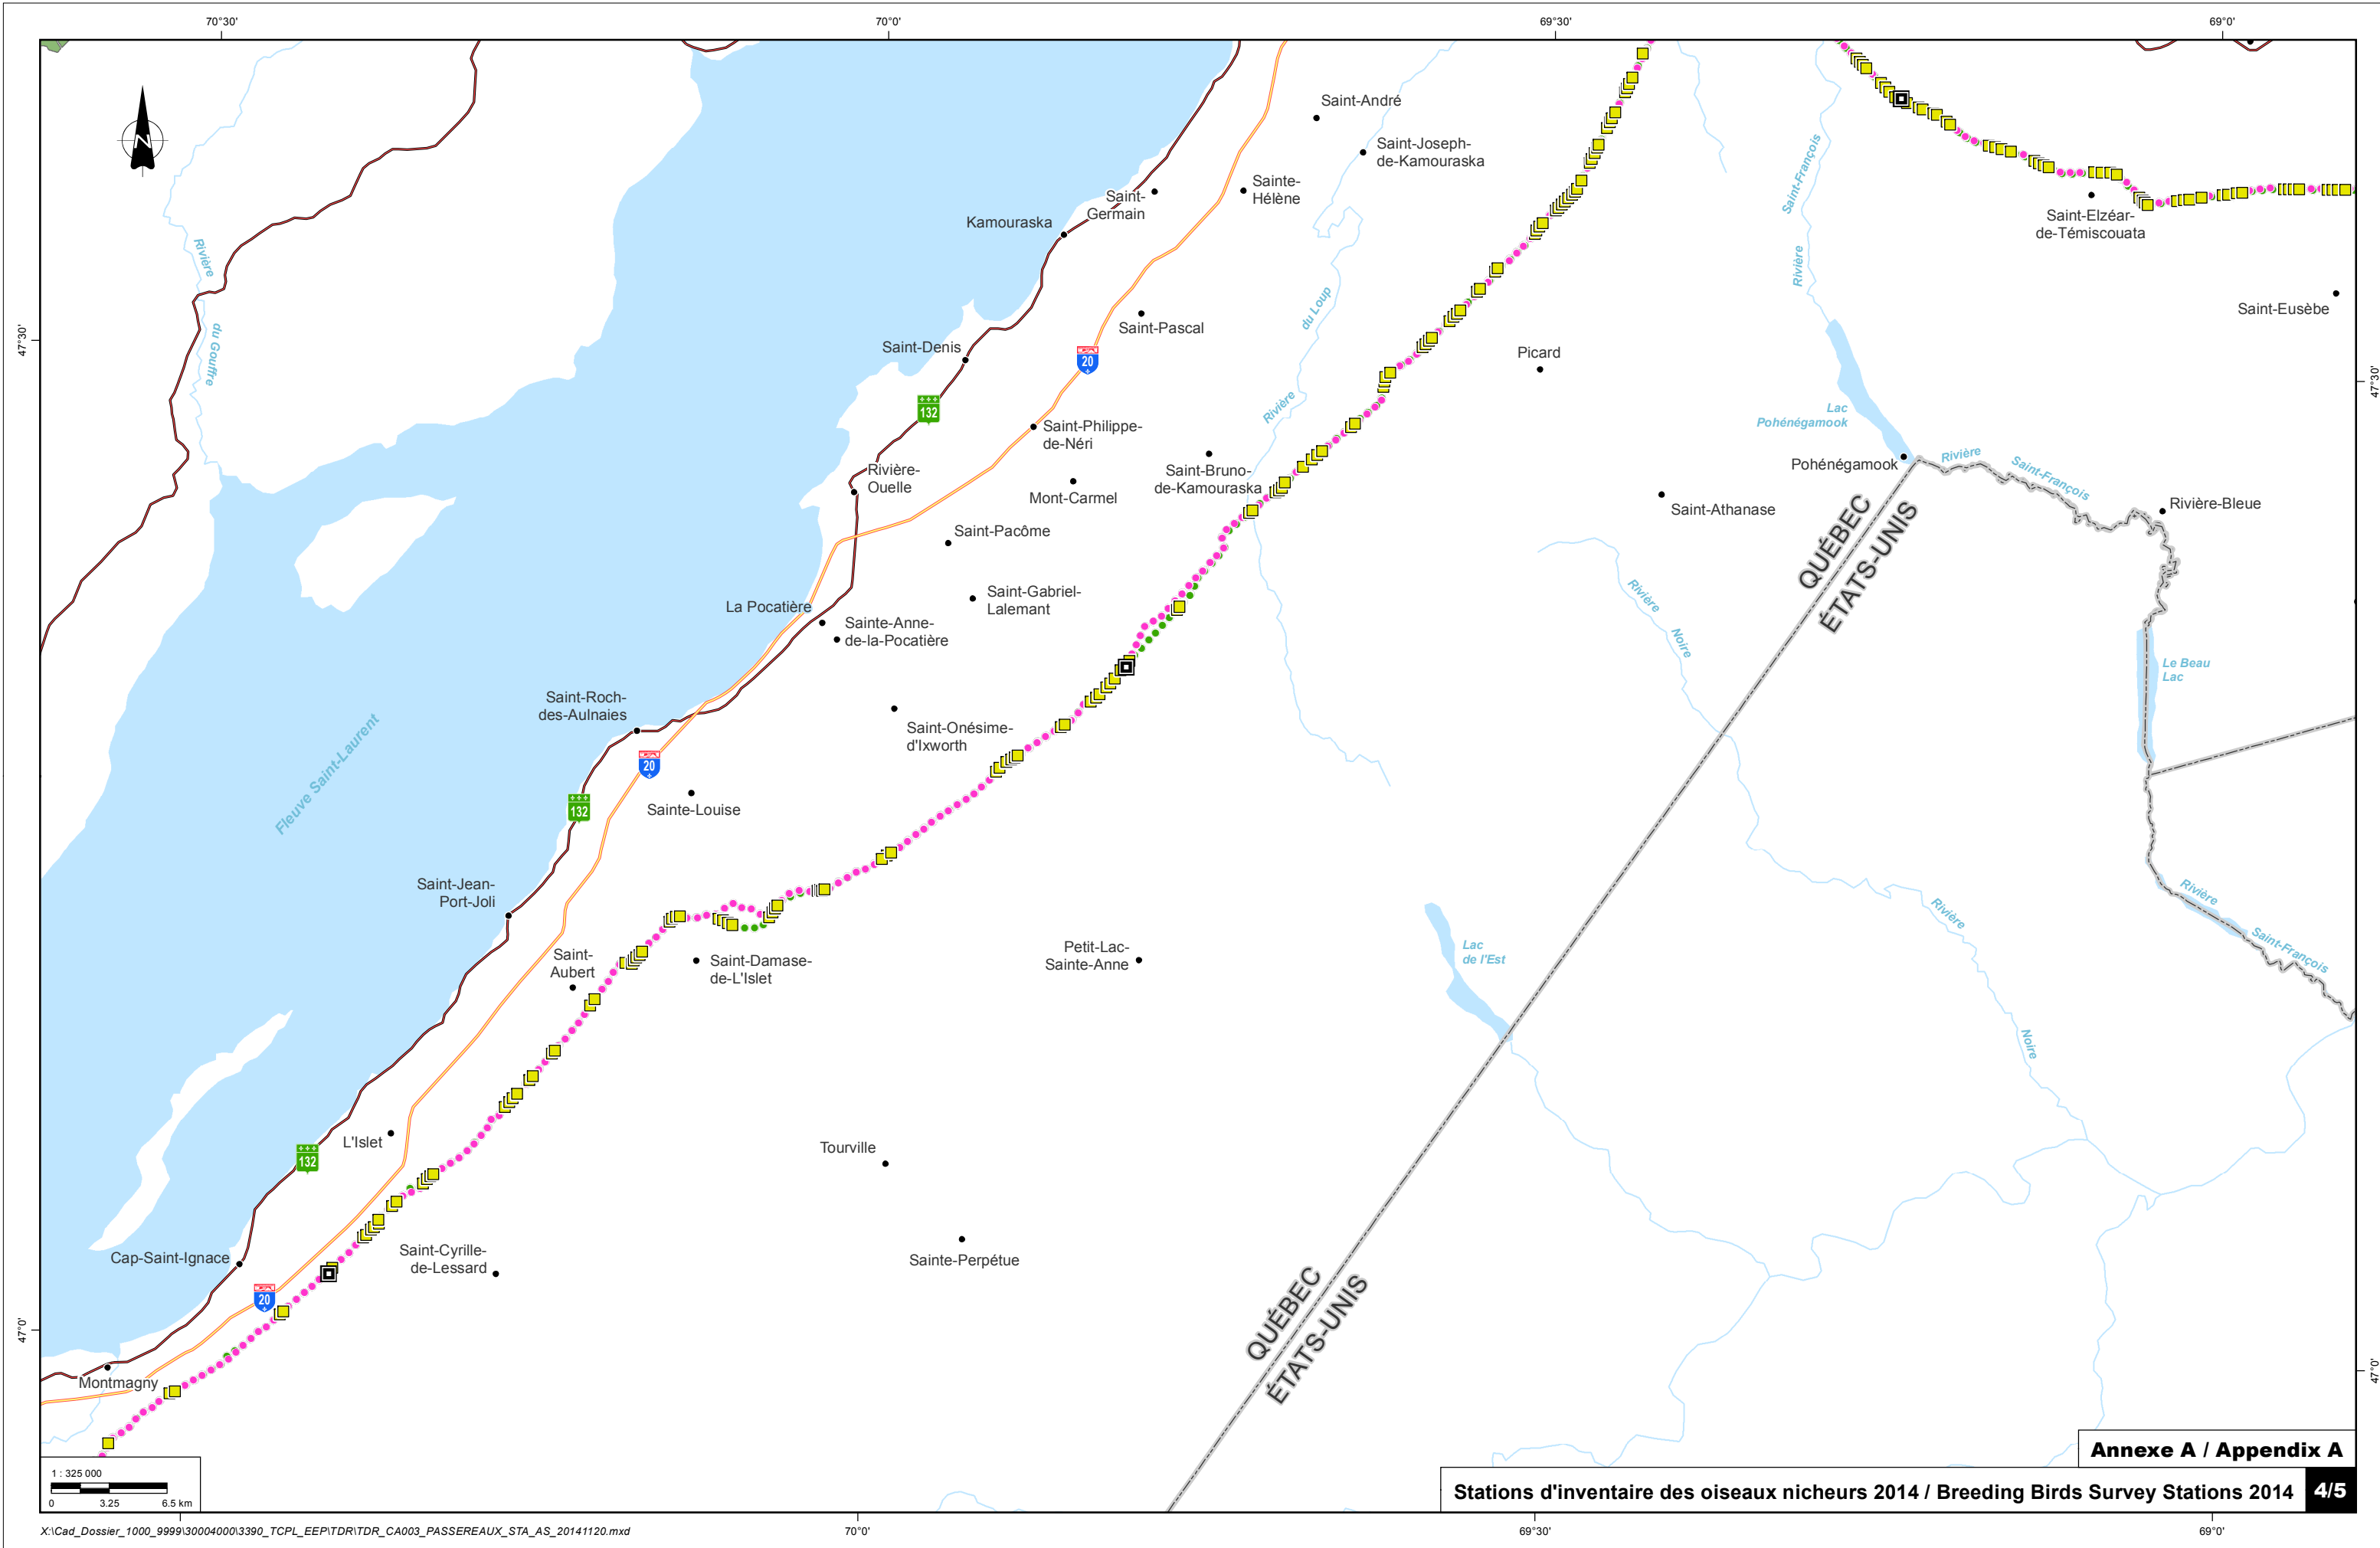 70°30'
70°0'
69°30'
69°0'
N
Saint-André
Saint-Joseph-
de-Kamouraska
Sainte-
Hélène
Saint-
Germain
Kamouraska
Rivière
du Gouffre
Saint-François
Rivière
Saint-Elzéar-
de-Témiscouata
Saint-Eusèbe
47°30'
47°30'
Saint-Pascal
du Loup
Rivière
Saint-Denis
20
132
Picard
Lac
Pohénégamook
Pohénégamook
Saint-Philippe-
de-Néri
Rivière-
Ouelle
Mont-Carmel
Saint-Bruno-
de-Kamouraska
Rivière
Saint-François
Rivière-Bleue
Saint-Athanase
QUÉBEC
ÉTATS-UNIS
Saint-Pacôme
Saint-Gabriel-
Lalemant
La Pocatière
Sainte-Anne-
de-la-Pocatière
Rivière
Noire
Le Beau
Lac
Saint-Roch-
des-Aulnaies
Saint-Onésime-
d'Ixworth
Fleuve Saint-Laurent
20
132
Sainte-Louise
Saint-Jean-
Port-Joli
Saint-
Aubert
Saint-Damase-
de-L'Islet
Petit-Lac-
Sainte-Anne
Lac
de l'Est
Rivière
Noire
Rivière
Saint-François
L'Islet
132
Tourville
Sainte-Perpétue
Saint-Cyrille-
de-Lessard
Cap-Saint-Ignace
20
QUÉBEC
ÉTATS-UNIS
47°0'
47°0'
Montmagny
1 : 325 000
0 3.25 6.5 km
Annexe A / Appendix A
Stations d'inventaire des oiseaux nicheurs 2014 / Breeding Birds Survey Stations 2014 4/5
X:\Cad_Dossier_1000_9999\30004000\3390_TCPL_EEP\TDR\TDR_CA003_PASSEREAUX_STA_AS_20141120.mxd
70°0'
69°30'
69°0'